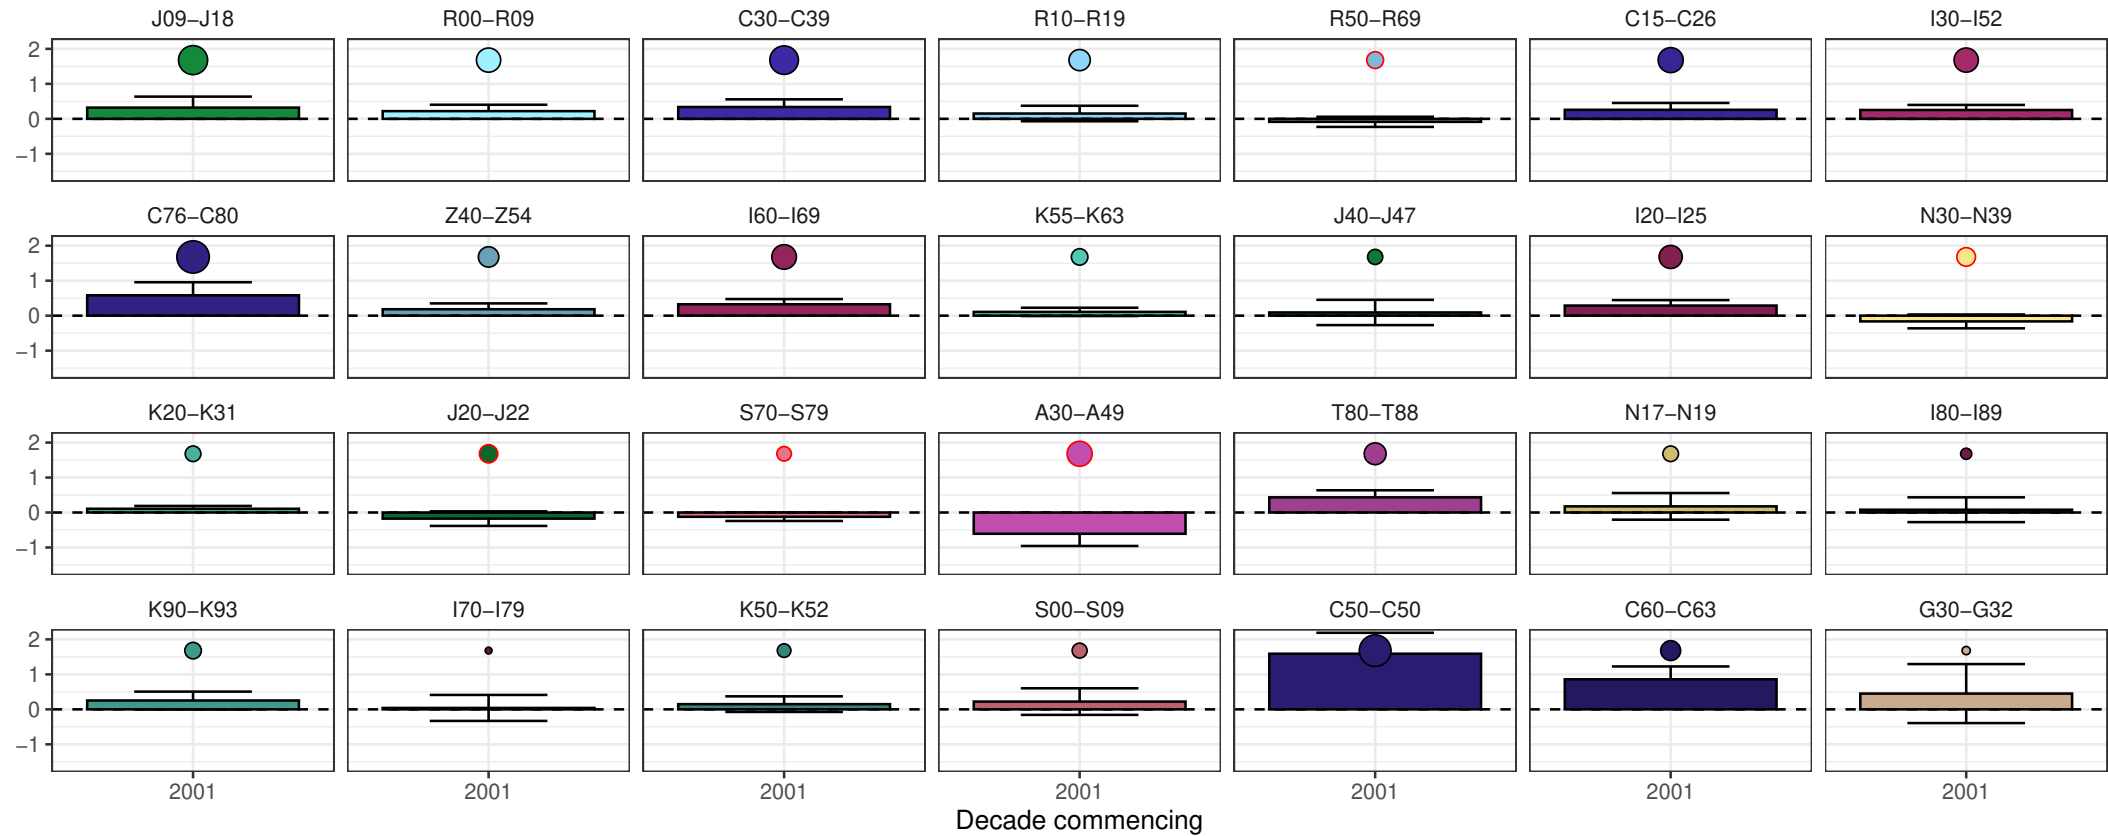 J09−J18 R00−R09 C30−C39 R10−R19 R50−R69 C15−C26 I30−I52
2
1
0
−1
C76−C80 Z40−Z54 I60−I69 K55−K63 J40−J47 I20−I25 N30−N39
2
1
0
−1
K20−K31 J20−J22 S70−S79 A30−A49 T80−T88 N17−N19 I80−I89
2
1
0
−1
K90−K93 I70−I79 K50−K52 S00−S09 C50−C50 C60−C63 G30−G32
2
1
0
−1
2001 2001 2001 2001 2001 2001 2001
Decade commencing